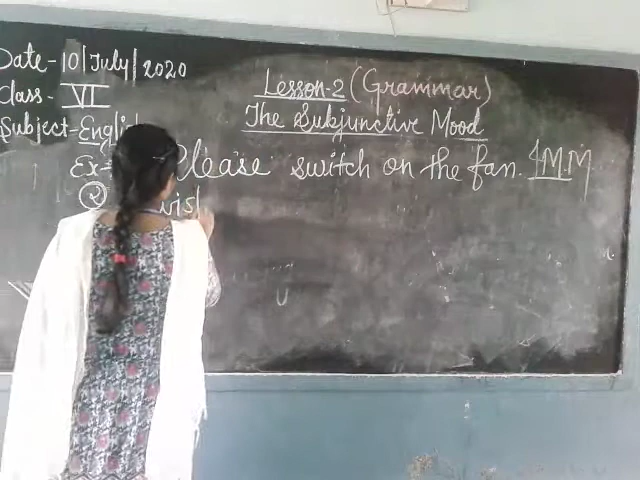 Date-10|July|2020
Lesson-2 (Grammar)
Class- VI
The Subjunctive Mood
Subject-Engli
Ex- Please switch on the fan. I.M.M
②